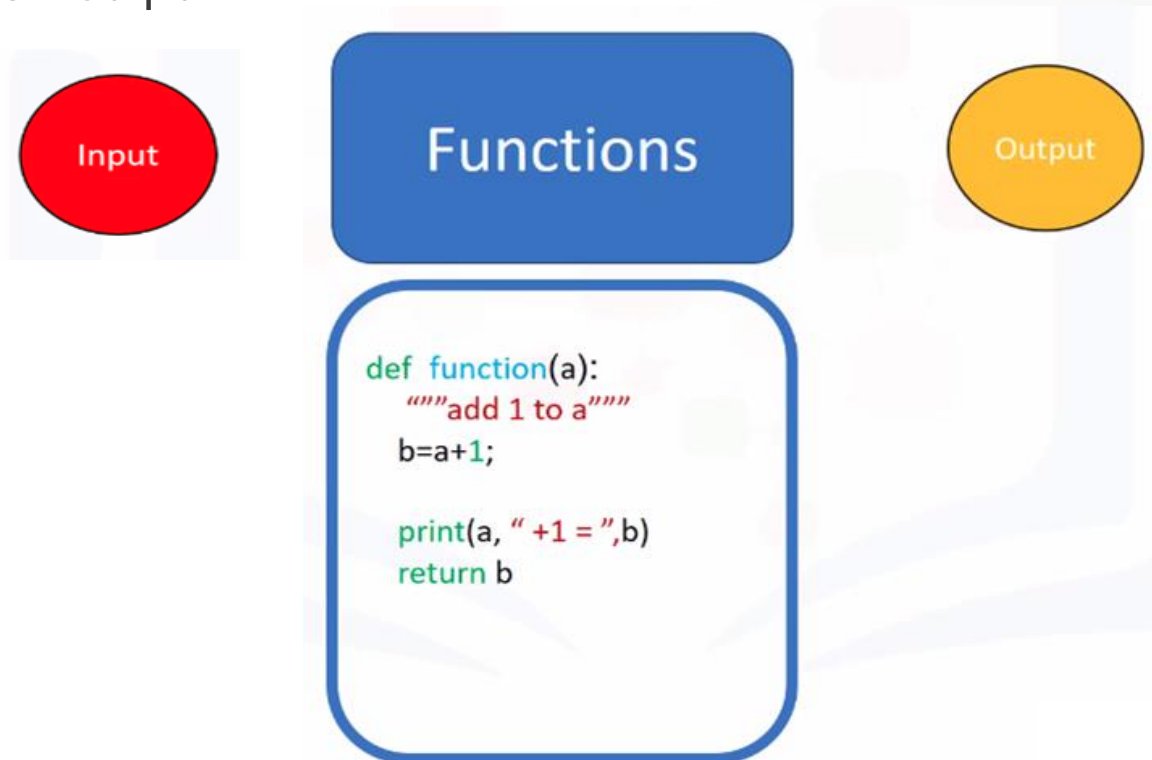 Input
Functions
Output
def function(a):
“””add 1 to a”””
b=a+1;
print(a, “ +1 = ”,b)
return b